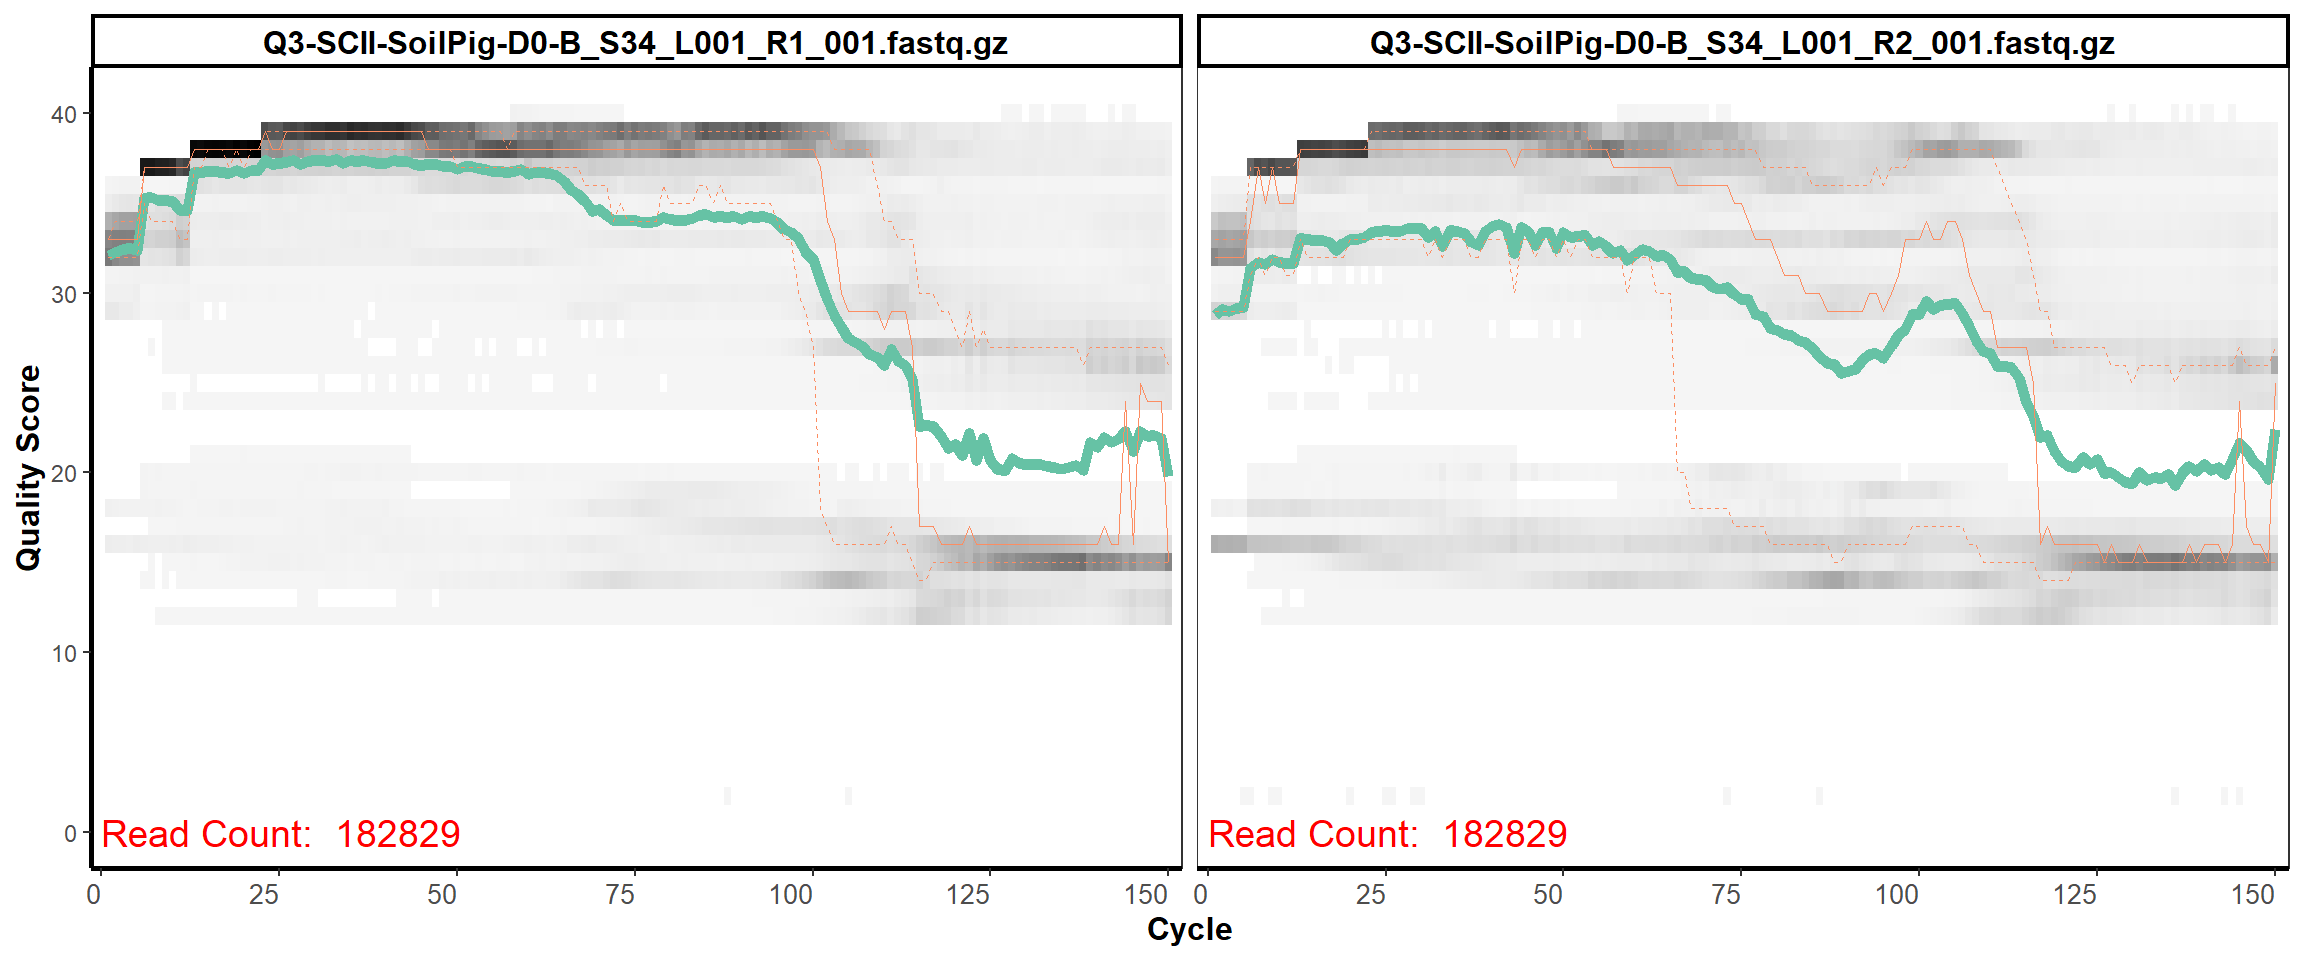 Q3-SCII-SoilPig-D0-B_S34_L001_R1_001.fastq.gz
Q3-SCII-SoilPig-D0-B_S34_L001_R2_001.fastq.gz
Quality Score
40
30
20
10
0
Read Count: 182829
Read Count: 182829
0 25 50 75 100 125 150
0 25 50 75 100 125 150
Cycle